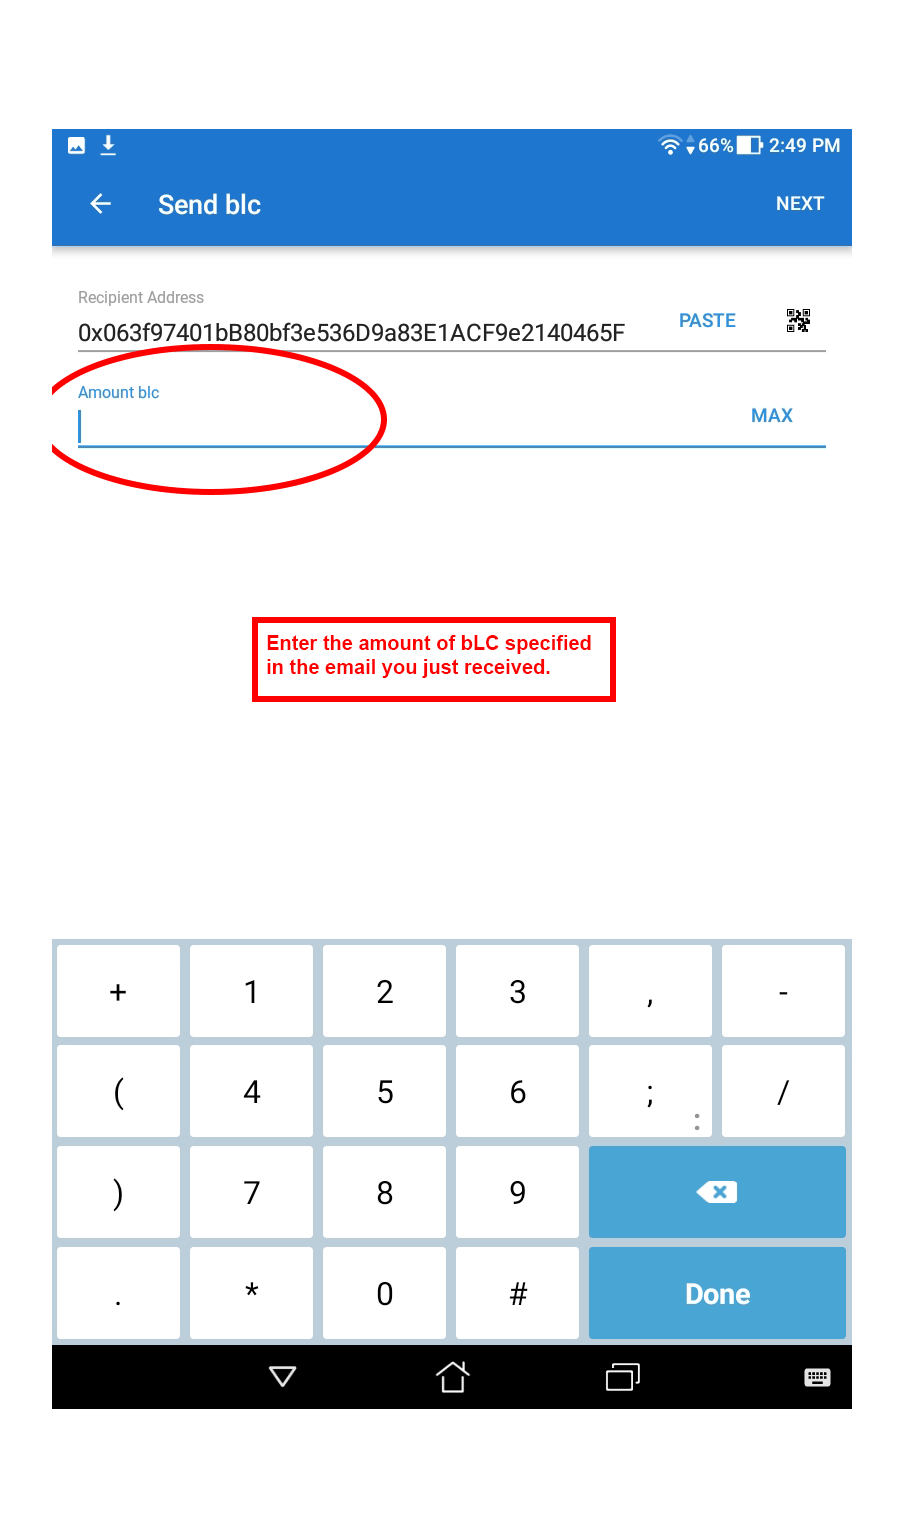 66% 2:49 PM
Send blc NEXT
Recipient Address
0x063f97401bB80bf3e536D9a83E1ACF9e2140465F PASTE
Amount blc
MAX
Enter the amount of bLC specified
in the email you just received.
+ 1 2 3 , -
( 4 5 6 ; : /
) 7 8 9
. * 0 # Done